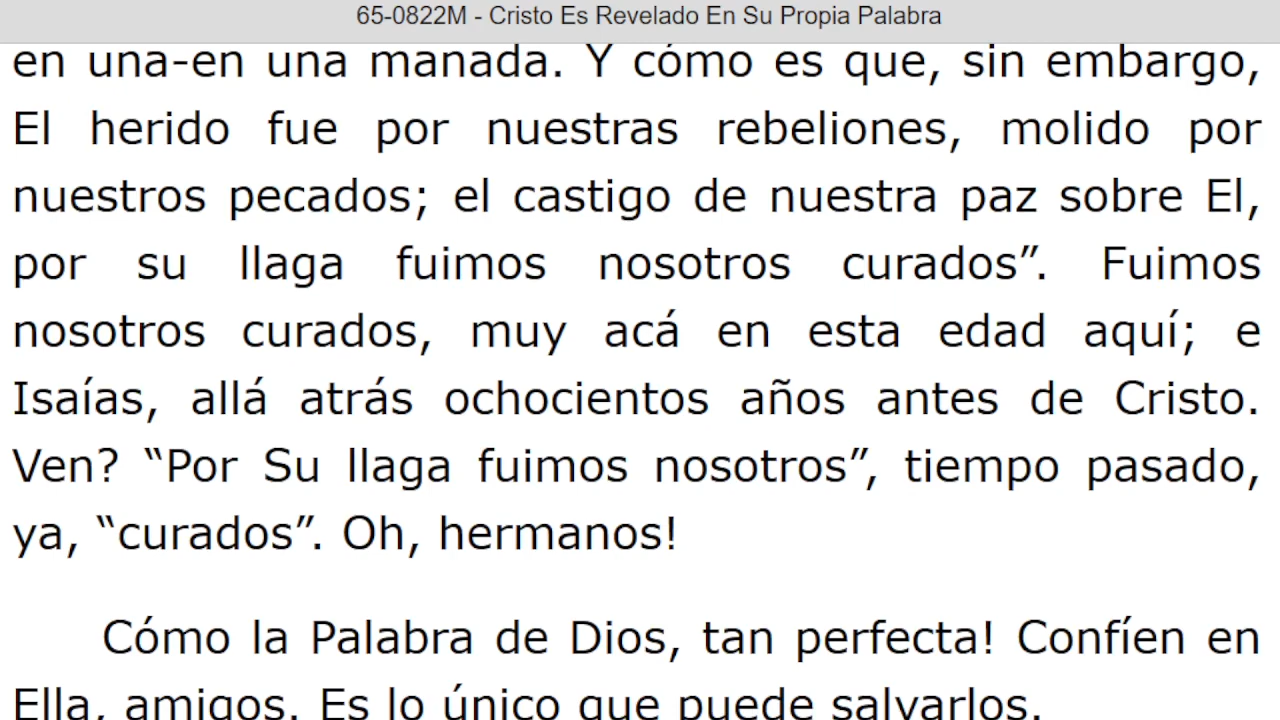 65-0822M - Cristo Es Revelado En Su Propia Palabra
en una-en una manada. Y cómo es que, sin embargo,
El herido fue por nuestras rebeliones, molido por
nuestros pecados; el castigo de nuestra paz sobre El,
por su llaga fuimos nosotros curados”. Fuimos
nosotros curados, muy acá en esta edad aquí; e
Isaías, allá atrás ochocientos años antes de Cristo.
Ven? “Por Su llaga fuimos nosotros”, tiempo pasado,
ya, “curados”. Oh, hermanos!
Cómo la Palabra de Dios, tan perfecta! Confíen en
Ella, amigos. Es lo único que puede salvarlos.